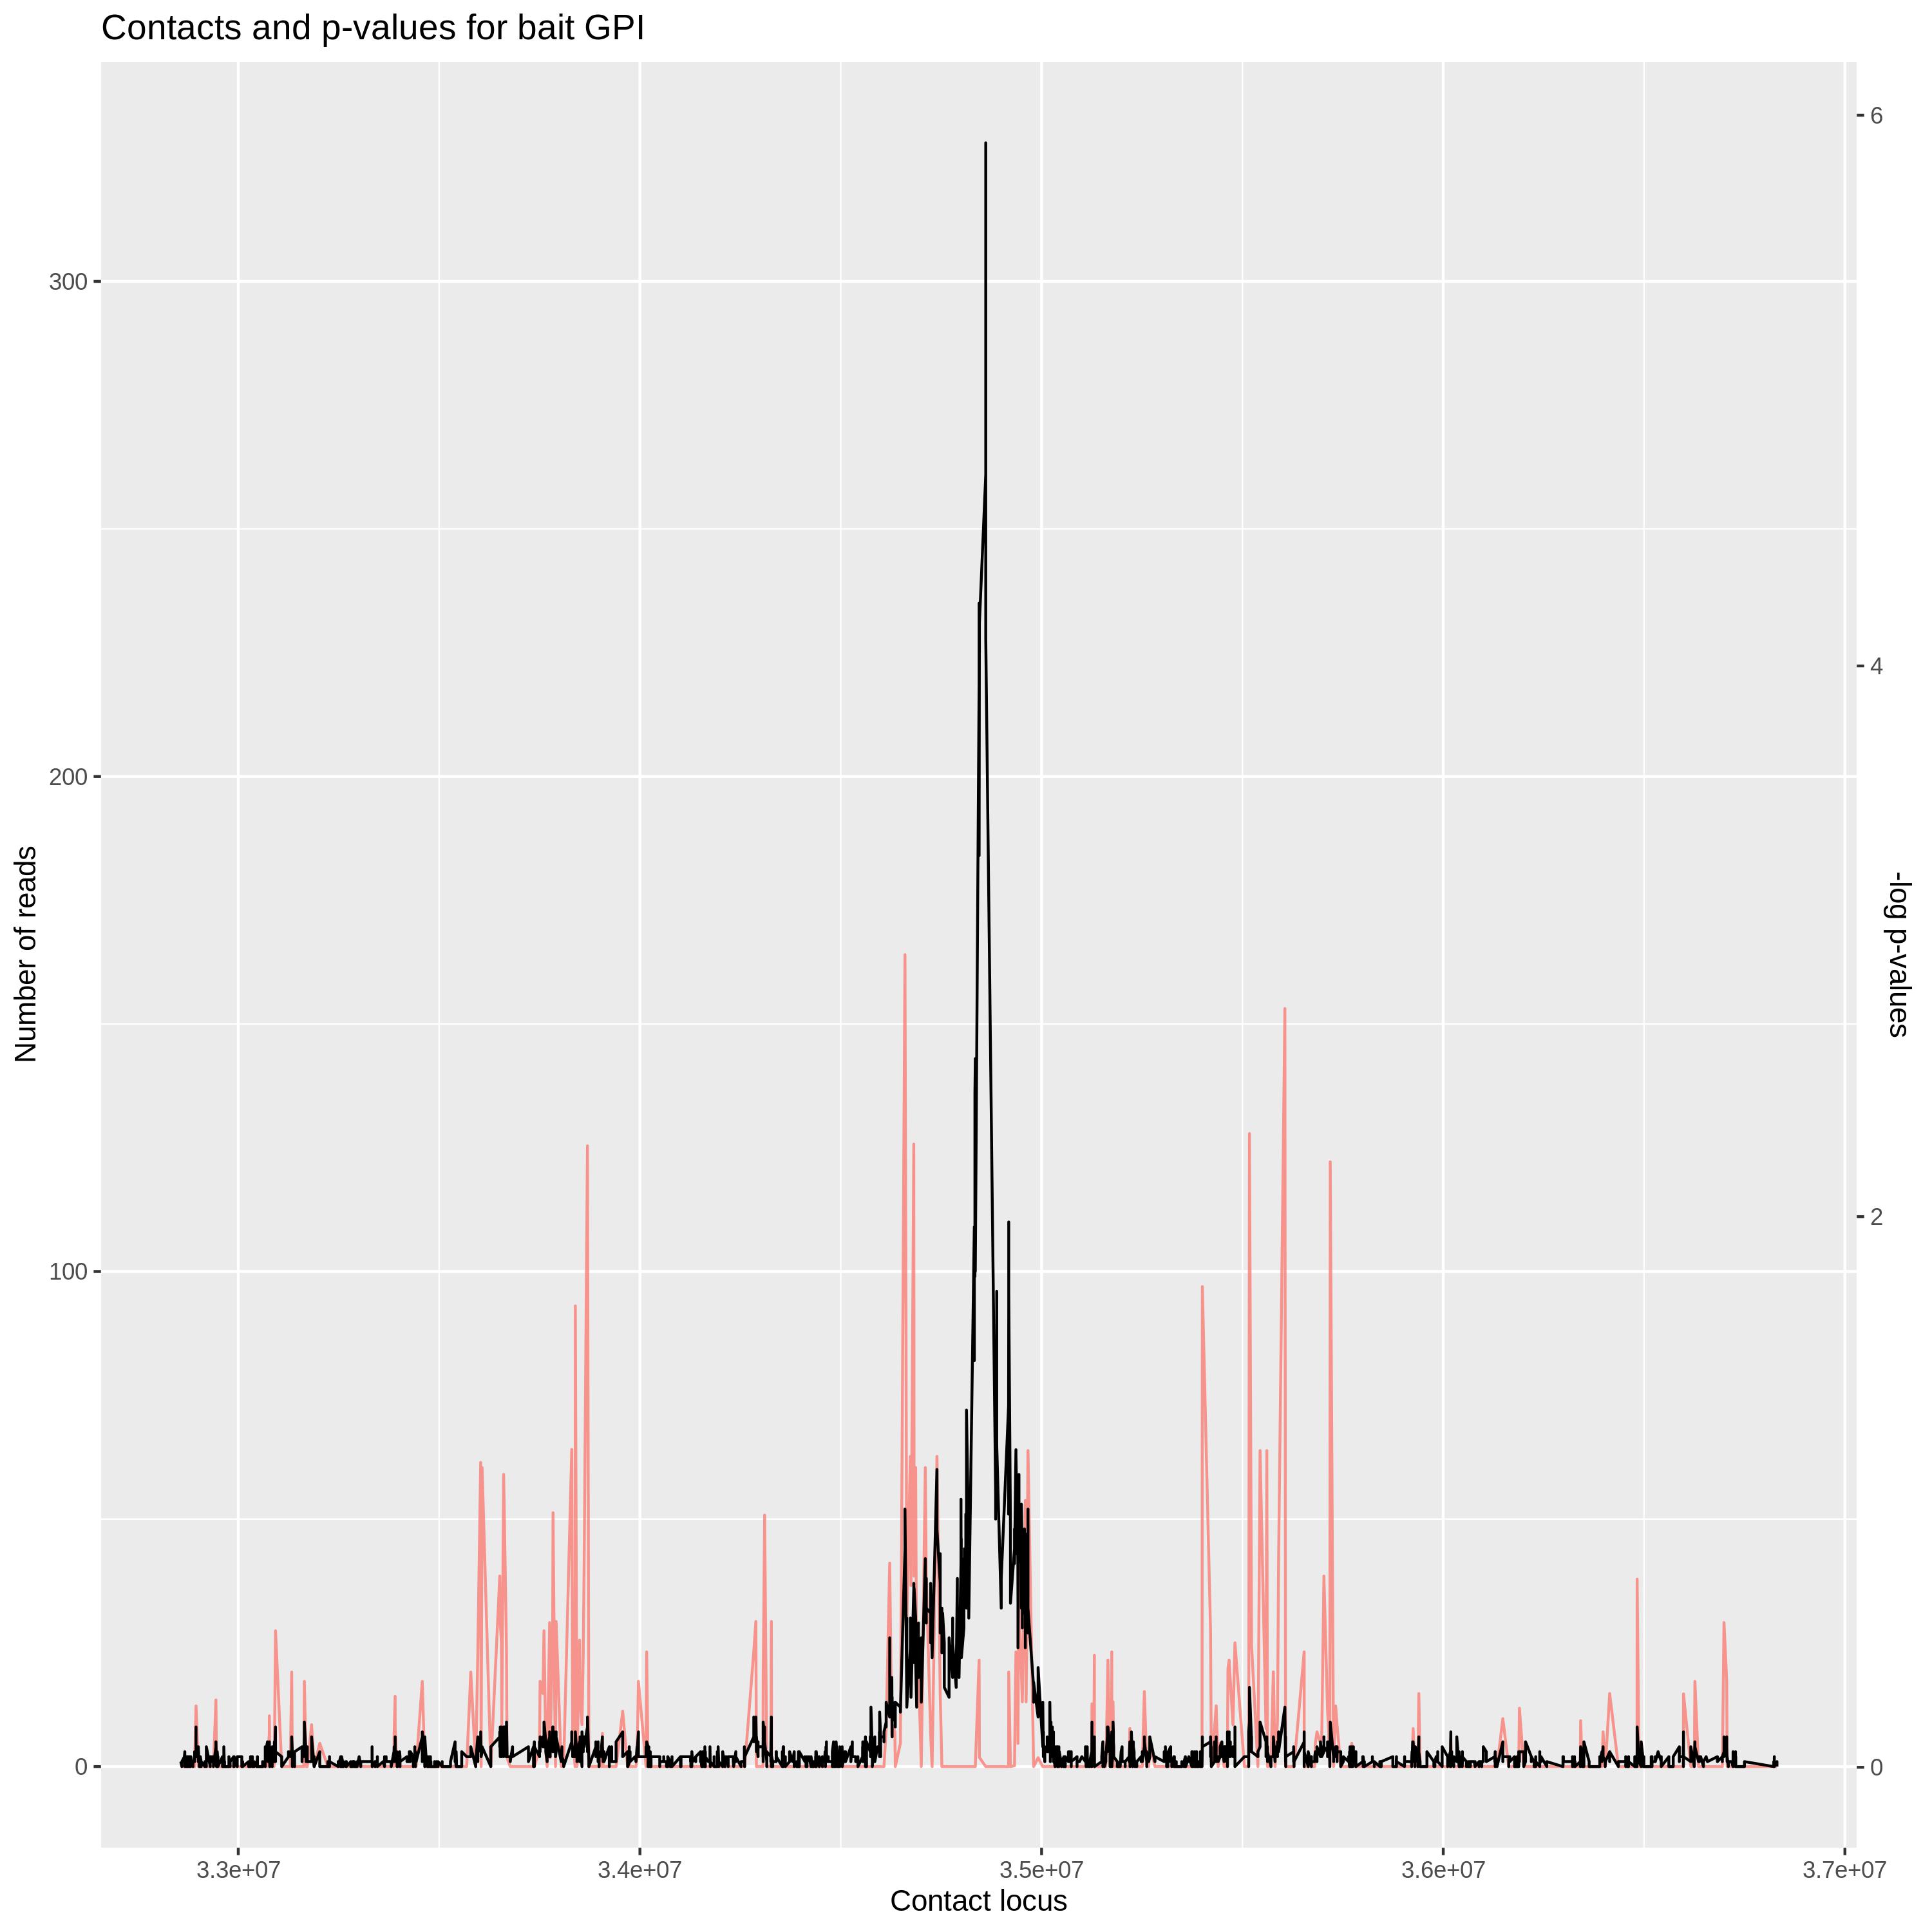 Contacts and p-values for bait GPI
6
300
4
200
Number of reads
-log p-values
2
100
0
0
3.3e+07
3.4e+07
3.5e+07
3.6e+07
3.7e+07
Contact locus